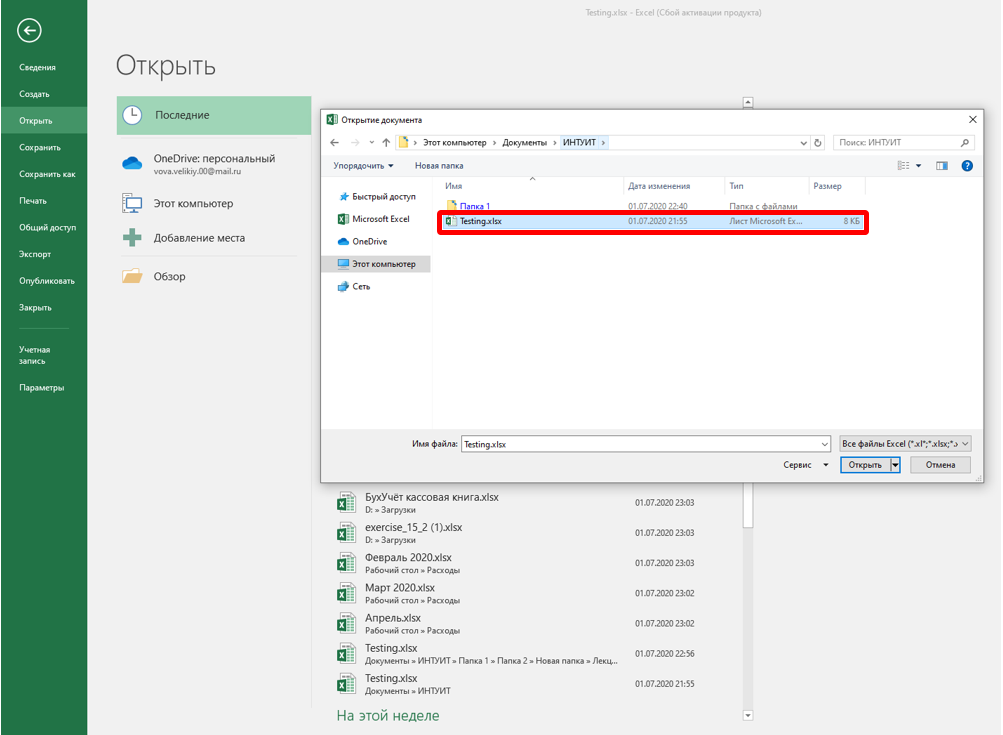 Testing.xlsx - Excel (Сбой активации продукта)
Сведения
Создать
Открыть
Сохранить
Сохранить как
Печать
Общий доступ
Экспорт
Опубликовать
Закрыть
Учетная
запись
Параметры
Открыть
Последние
OneDrive: персональный
vova.velikiy.00@mail.ru
Этот компьютер
Добавление места
Обзор
Открытие документа
Этот компьютер > Документы > ИНТУИТ >
Поиск: ИНТУИТ
Упорядочить
Новая папка
Быстрый доступ
Microsoft Excel
OneDrive
Этот компьютер
Сеть
Имя Дата изменения Тип Размер
Папка 1 01.07.2020 22:40 Папка с файлами
Testing.xlsx 01.07.2020 21:55 Лист Microsoft Ex... 8 КБ
Имя файла: Testing.xlsx Все файлы Excel (*.xl*;*.xlsx;*.x
Сервис Открыть Отмена
БухУчёт кассовая книга.xlsx 01.07.2020 23:03
D: » Загрузки
exercise_15_2 (1).xlsx 01.07.2020 23:03
D: » Загрузки
Февраль 2020.xlsx 01.07.2020 23:03
Рабочий стол » Расходы
Март 2020.xlsx 01.07.2020 23:02
Рабочий стол » Расходы
Апрель.xlsx 01.07.2020 23:02
Рабочий стол » Расходы
Testing.xlsx 01.07.2020 22:56
Документы » ИНТУИТ » Папка 1 » Папка 2 » Новая папка » Лекц...
Testing.xlsx 01.07.2020 21:55
Документы » ИНТУИТ
На этой неделе